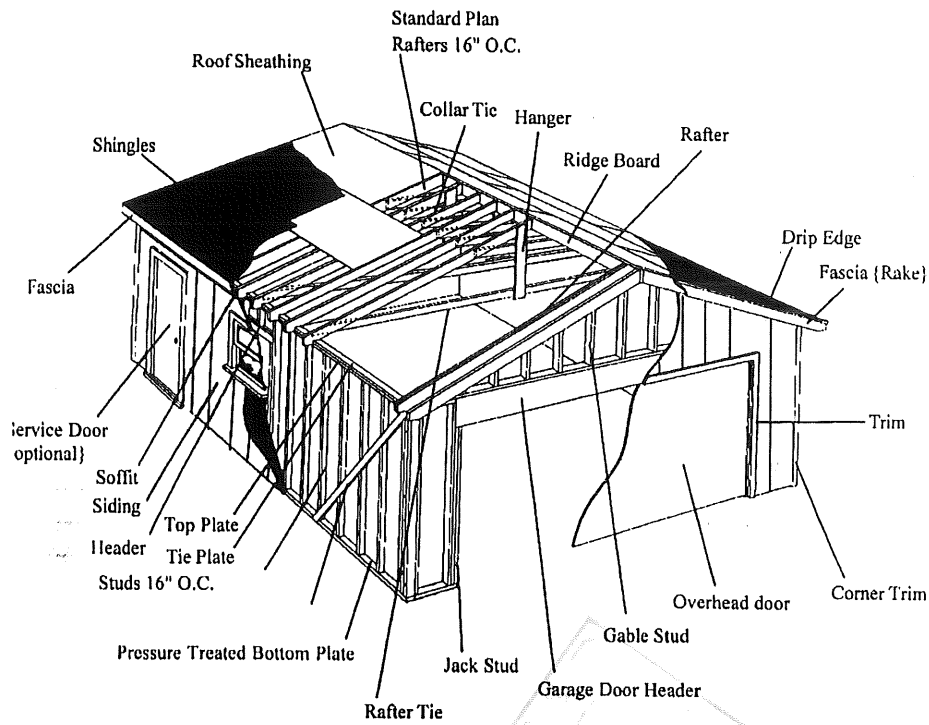 Standard Plan
Rafters 16" O.C.
Roof Sheathing
Collar Tie
Hanger
Rafter
Shingles
Ridge Board
Drip Edge
Fascia {Rake}
Fascia
Service Door
optional}
Trim
Soffit
Siding
Header
Top Plate
Tie Plate
Studs 16" O.C.
Overhead door
Corner Trim
Gable Stud
Pressure Treated Bottom Plate
Jack Stud
Garage Door Header
Rafter Tie